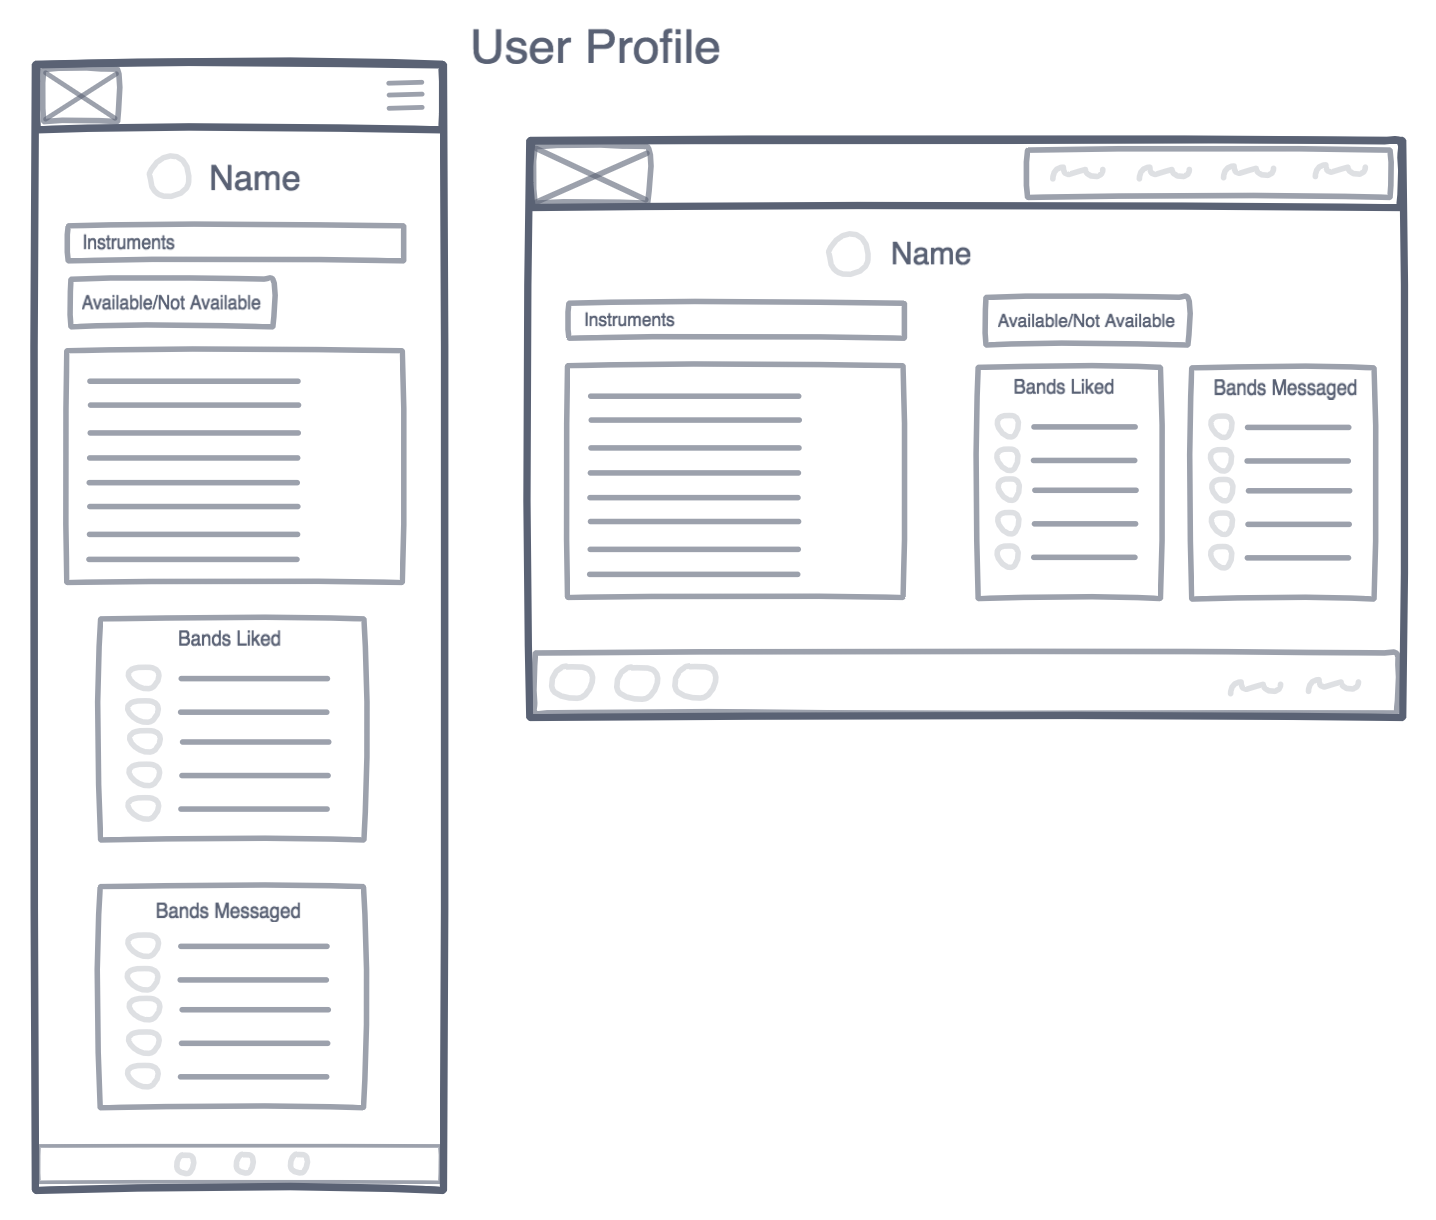 User Profile
Name
Instruments
Available/Not Available
Bands Liked
Bands Messaged
Name
Instruments
Available/Not Available
Bands Liked
Bands Messaged